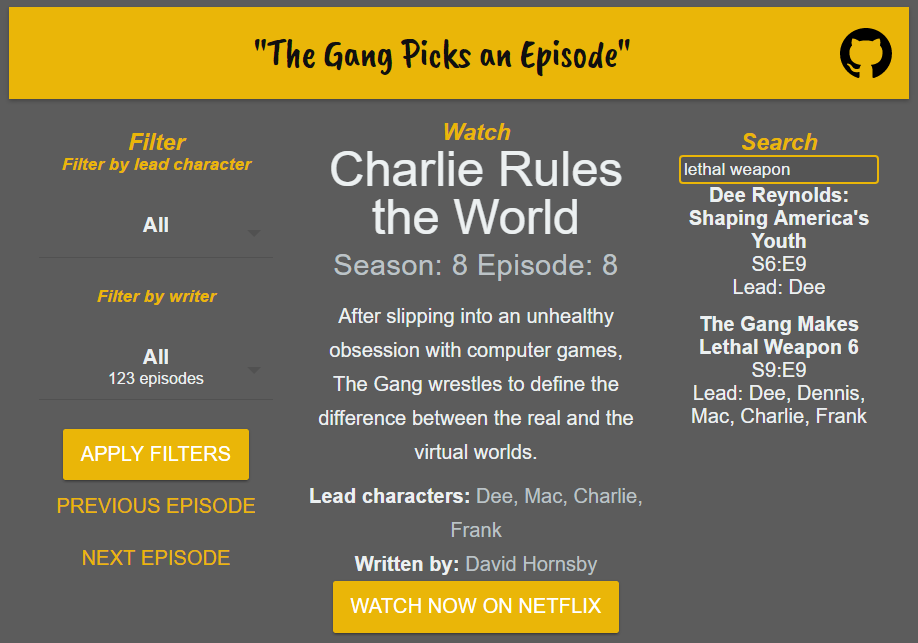 "The Gang Picks an Episode"
Filter
Filter by lead character
All
Filter by writer
All
123 episodes
APPLY FILTERS
PREVIOUS EPISODE
NEXT EPISODE
Watch
Charlie Rules
the World
Season: 8 Episode: 8
After slipping into an unhealthy
obsession with computer games,
The Gang wrestles to define the
difference between the real and the
virtual worlds.
Lead characters: Dee, Mac, Charlie,
Frank
Written by: David Hornsby
WATCH NOW ON NETFLIX
Search
lethal weapon
Dee Reynolds:
Shaping America's
Youth
S6:E9
Lead: Dee
The Gang Makes
Lethal Weapon 6
S9:E9
Lead: Dee, Dennis,
Mac, Charlie, Frank